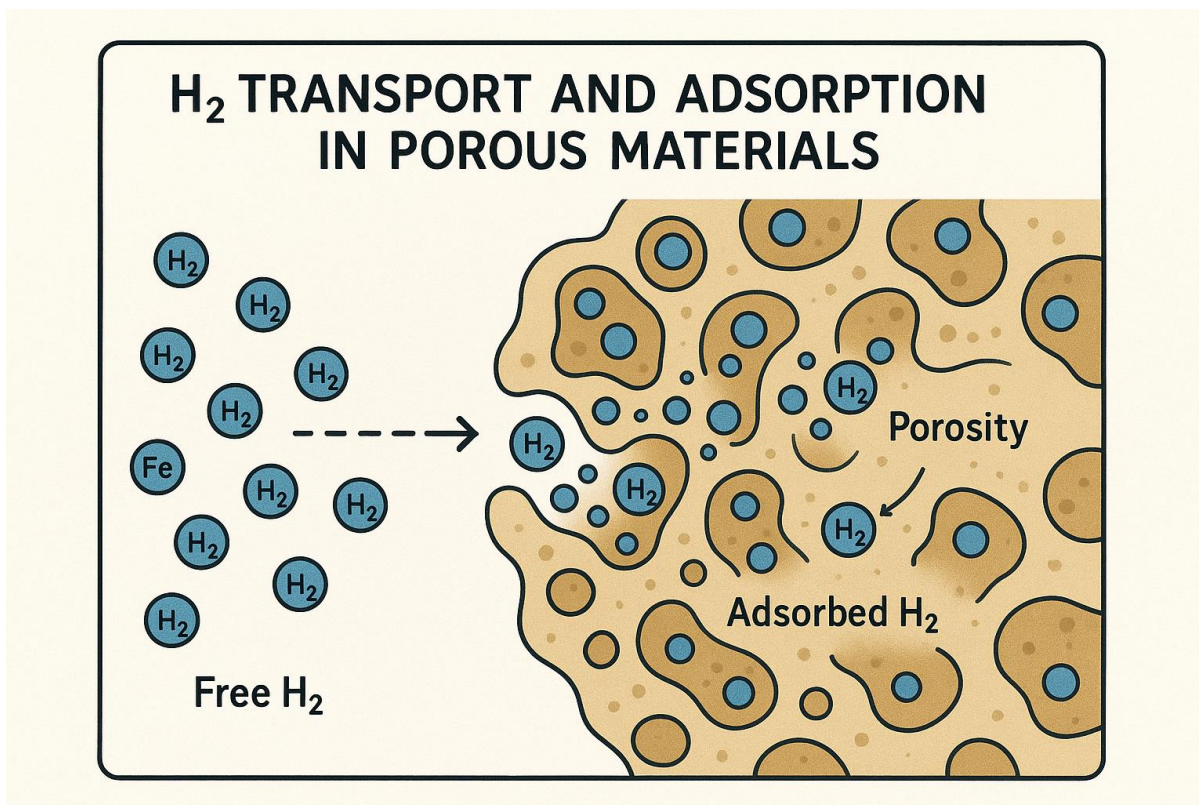 H₂ TRANSPORT AND ADSORPTION
IN POROUS MATERIALS
H₂
H₂
H₂
H₂
H₂
Fe
H₂
H₂
H₂
H₂
H₂
Free H₂
H₂
H₂
H₂
Porosity
H₂
Adsorbed H₂